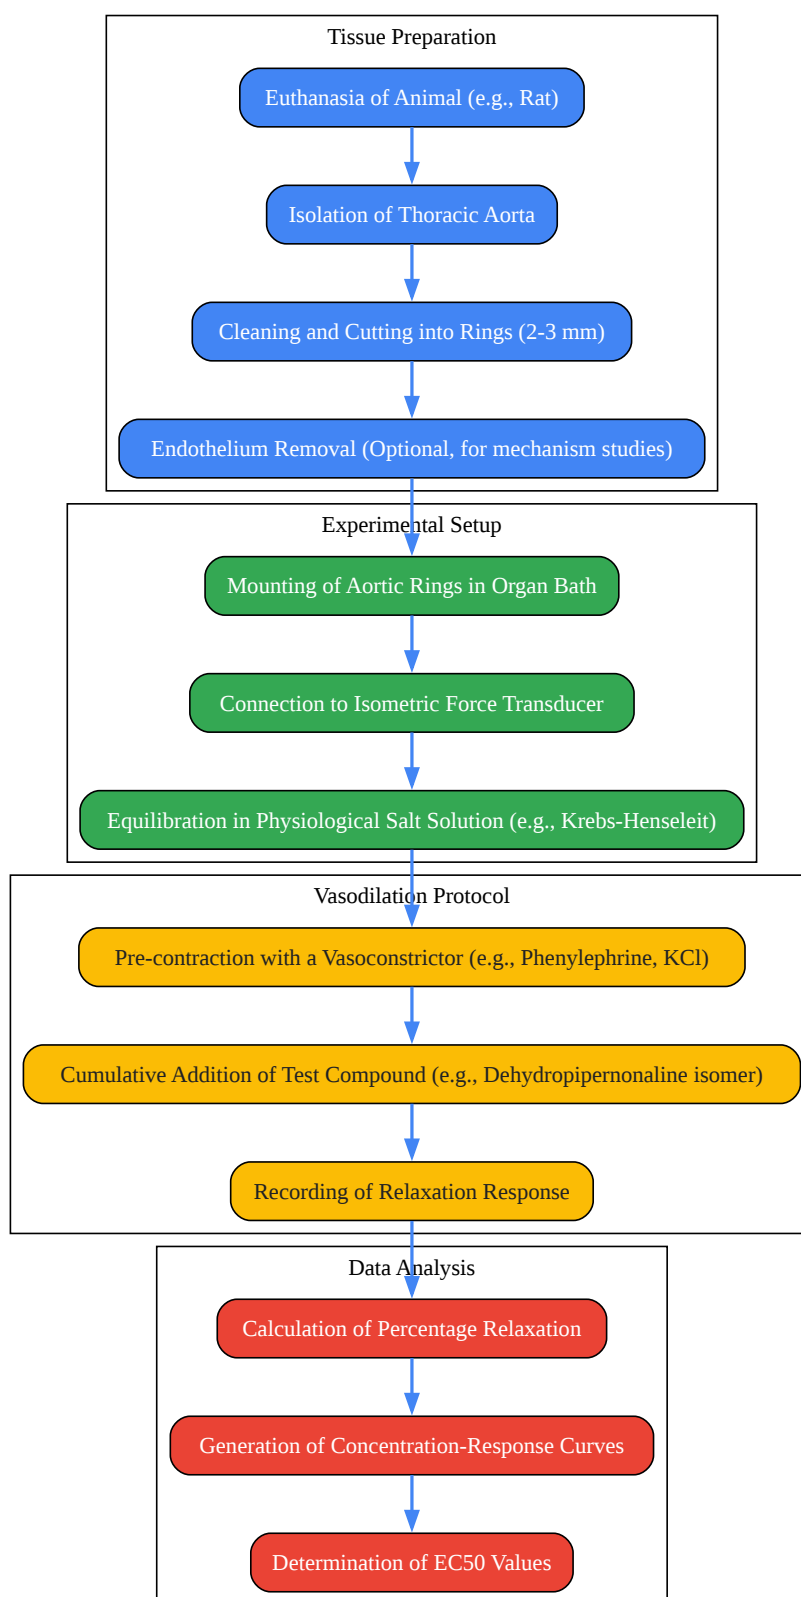 Tissue Preparation
Euthanasia of Animal (e.g., Rat)
Isolation of Thoracic Aorta
Cleaning and Cutting into Rings (2-3 mm)
Endothelium Removal (Optional, for mechanism studies)
Experimental Setup
Mounting of Aortic Rings in Organ Bath
Connection to Isometric Force Transducer
Equilibration in Physiological Salt Solution (e.g., Krebs-Henseleit)
Vasodilation Protocol
Pre-contraction with a Vasoconstrictor (e.g., Phenylephrine, KCl)
Cumulative Addition of Test Compound (e.g., Dehydropipernonaline isomer)
Recording of Relaxation Response
Data Analysis
Calculation of Percentage Relaxation
Generation of Concentration-Response Curves
Determination of EC50 Values